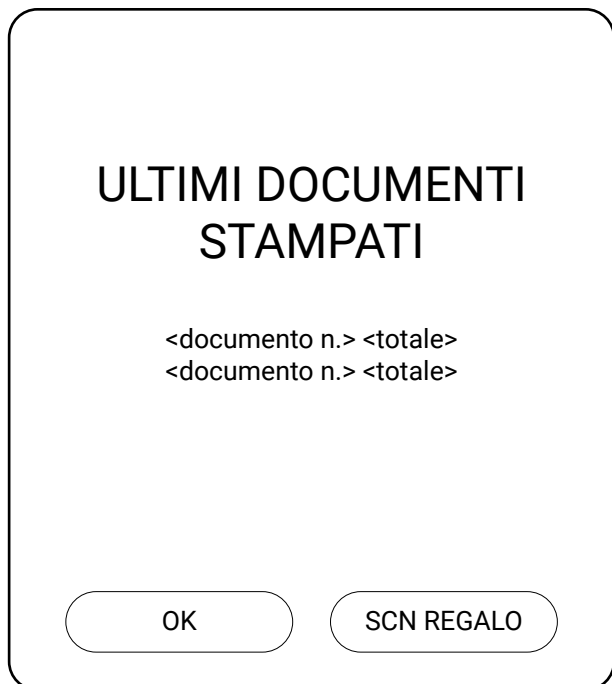 ULTIMI DOCUMENTI
STAMPATI
<documento n.> <totale>
<documento n.> <totale>
OK
SCN REGALO